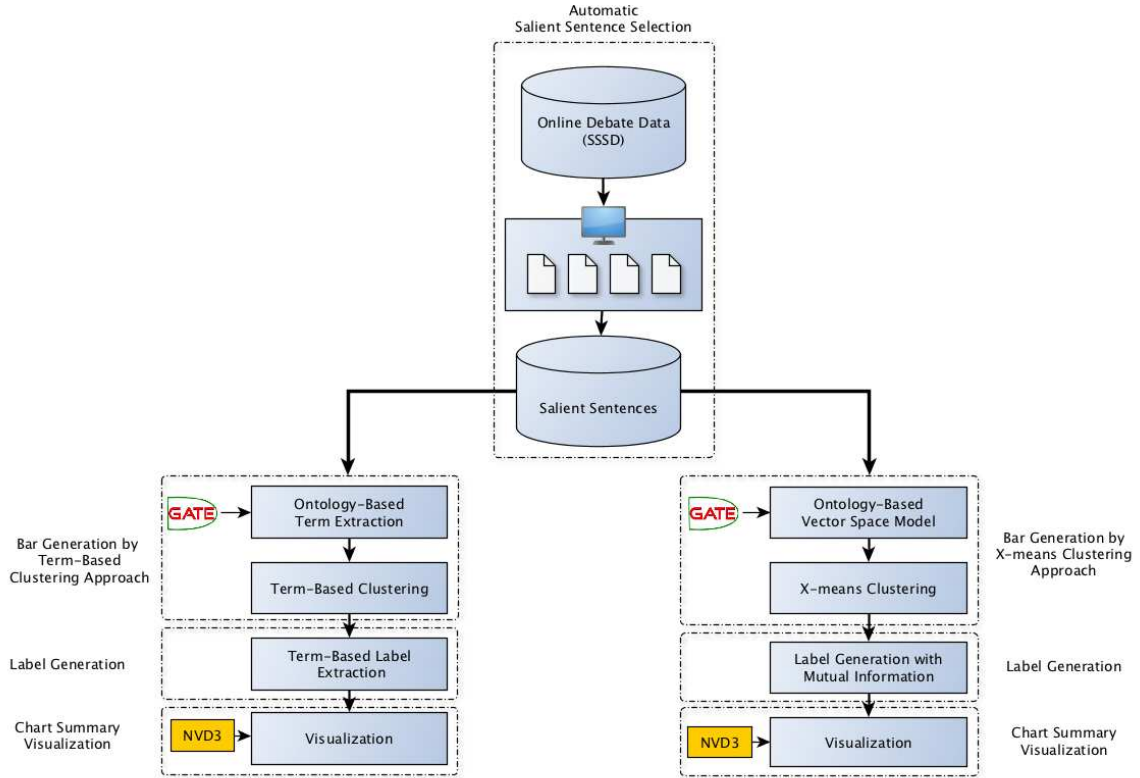 Automatic
Salient Sentence Selection
Online Debate Data
(SSSD)
Salient Sentences
Bar Generation by
Term-Based
Clustering Approach
GATE
Ontology-Based
Term Extraction
Term-Based Clustering
Label Generation
Term-Based Label
Extraction
Chart Summary
Visualization
NVD3
Visualization
GATE
Ontology-Based
Vector Space Model
X-means Clustering
Bar Generation by
X-means Clustering
Approach
Label Generation with
Mutual Information
Label Generation
NVD3
Visualization
Chart Summary
Visualization